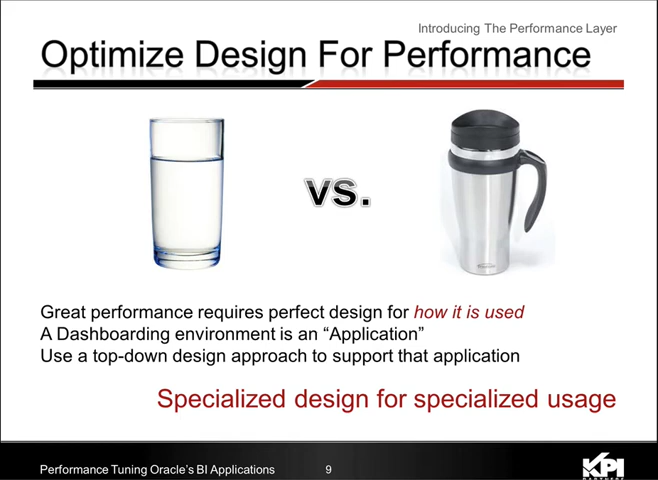 Introducing The Performance Layer
Optimize Design For Performance
vs.
Great performance requires perfect design for how it is used
A Dashboarding environment is an “Application”
Use a top-down design approach to support that application
Specialized design for specialized usage
Performance Tuning Oracle’s BI Applications
9
KPI
PARTNERS